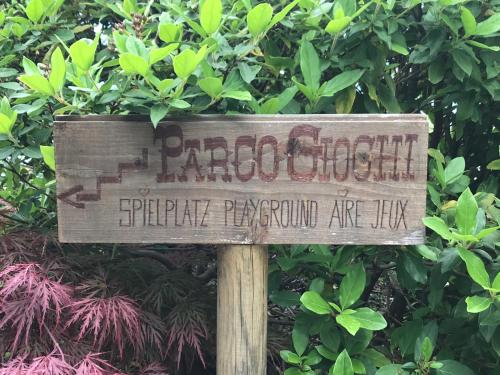 PARCO GIOCHI
SPIELPLATZ PLAYGROUND AIRE JEUX